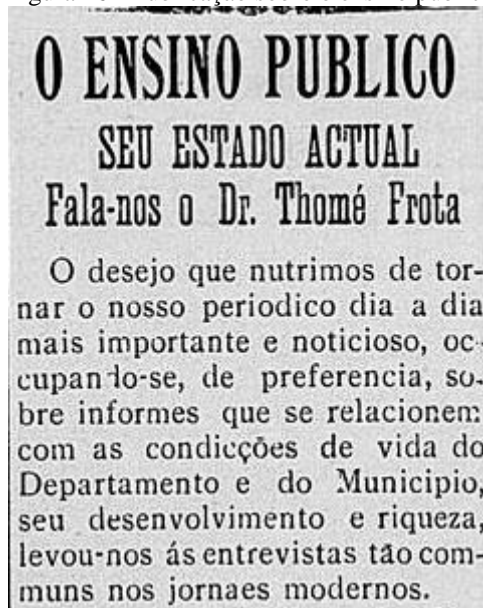 O ENSINO PUBLICO
SEU ESTADO ACTUAL
Fala-nos o Dr. Thomé Frota
O desejo que nutrimos de tor-
nar o nosso periodico dia a dia
mais importante e noticioso, oc-
cupando-se, de preferencia, so-
bre informes que se relacionem
com as condicções de vida do
Departamento e do Municipio,
seu desenvolvimento e riqueza,
levou-nos ás entrevistas tão com-
muns nos jornaes modernos.